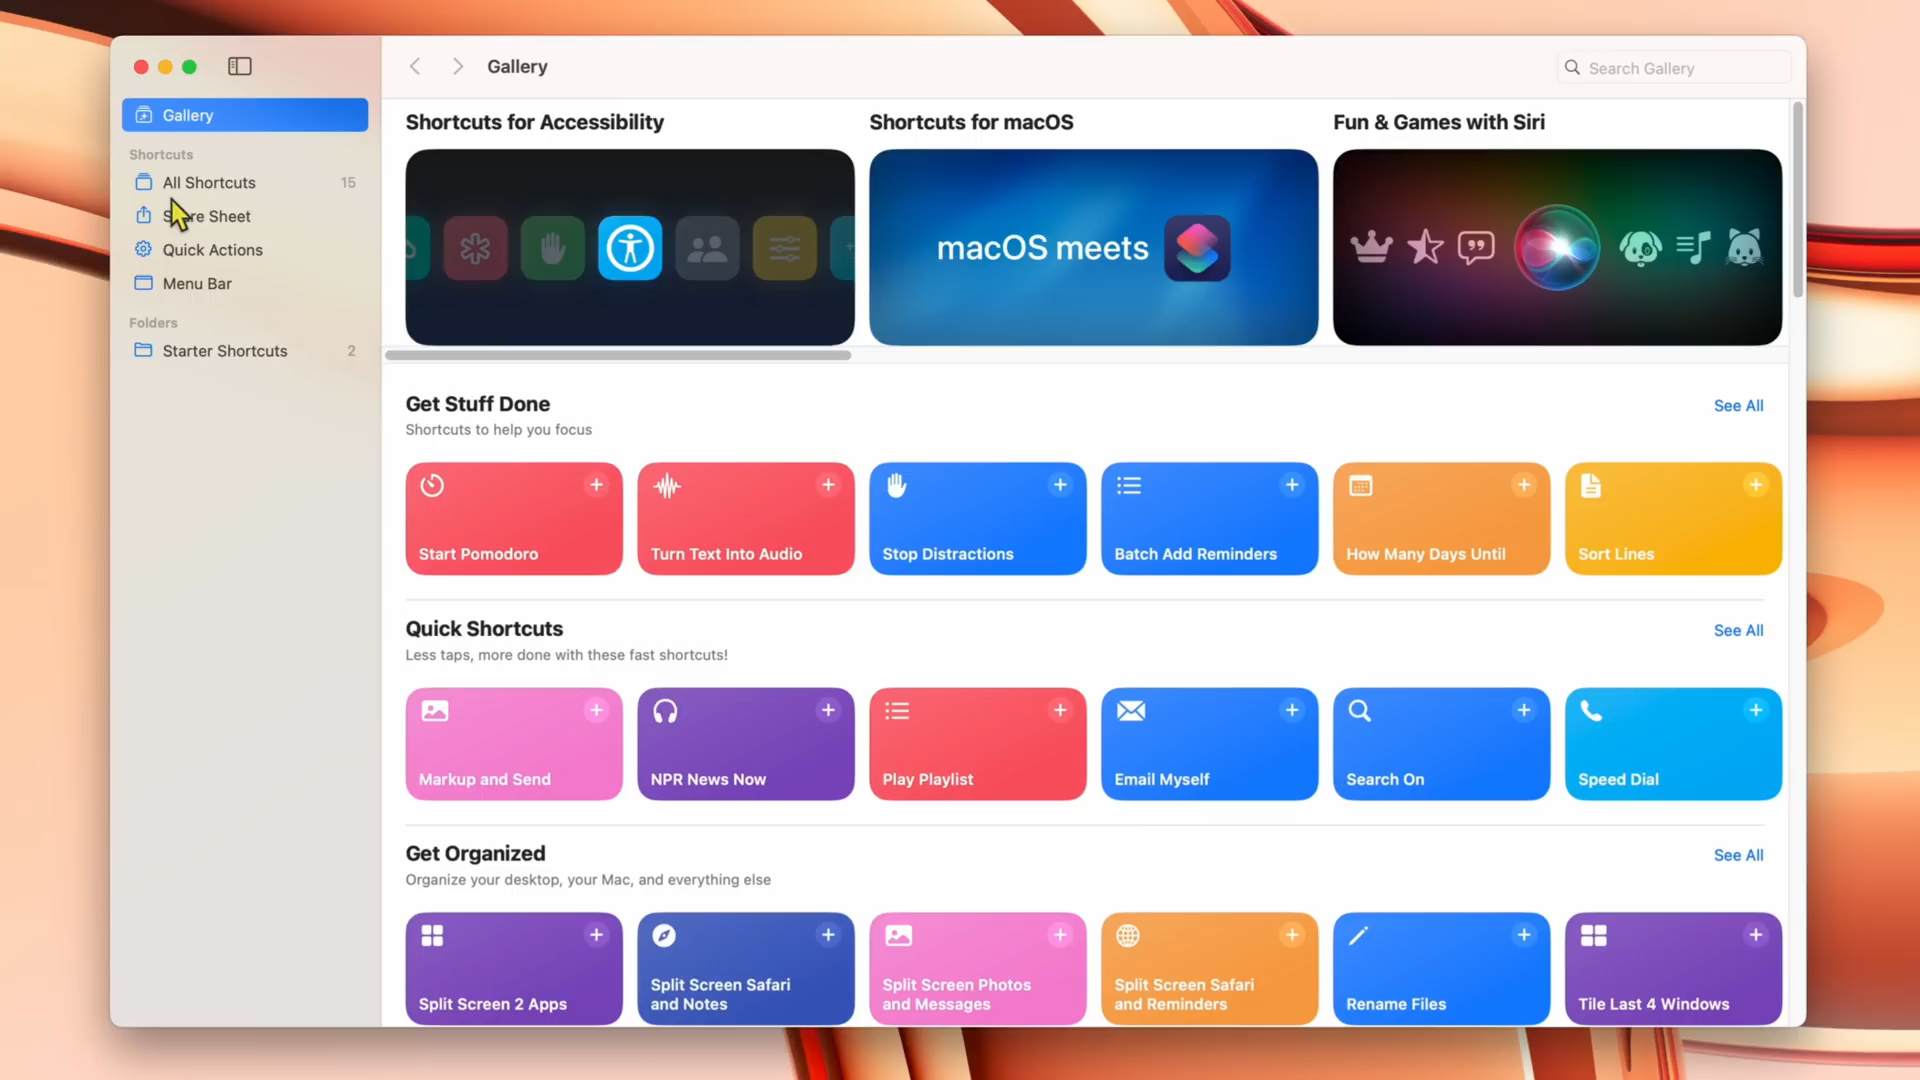 Gallery
Search Gallery
Gallery
Shortcuts
All Shortcuts 15
Sheet
Quick Actions
Menu Bar
Folders
Starter Shortcuts 2
Shortcuts for Accessibility
Shortcuts for macOS
Fun & Games with Siri
macOS meets
Get Stuff Done
See All
Shortcuts to help you focus
Start Pomodoro
Turn Text Into Audio
Stop Distractions
Batch Add Reminders
How Many Days Until
Sort Lines
Quick Shortcuts
See All
Less taps, more done with these fast shortcuts!
Markup and Send
NPR News Now
Play Playlist
Email Myself
Search On
Speed Dial
Get Organized
See All
Organize your desktop, your Mac, and everything else
Split Screen 2 Apps
Split Screen Safari
and Notes
Split Screen Photos
and Messages
Split Screen Safari
and Reminders
Rename Files
Tile Last 4 Windows